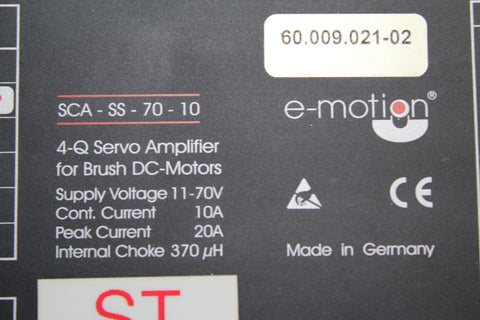 60.009.021-02
SCA - SS - 70 - 10
e-motion®
4-Q Servo Amplifier
for Brush DC-Motors
Supply Voltage 11-70V
Cont. Current 10A
Peak Current 20A
Internal Choke 370 µH
CE
Made in Germany
ST